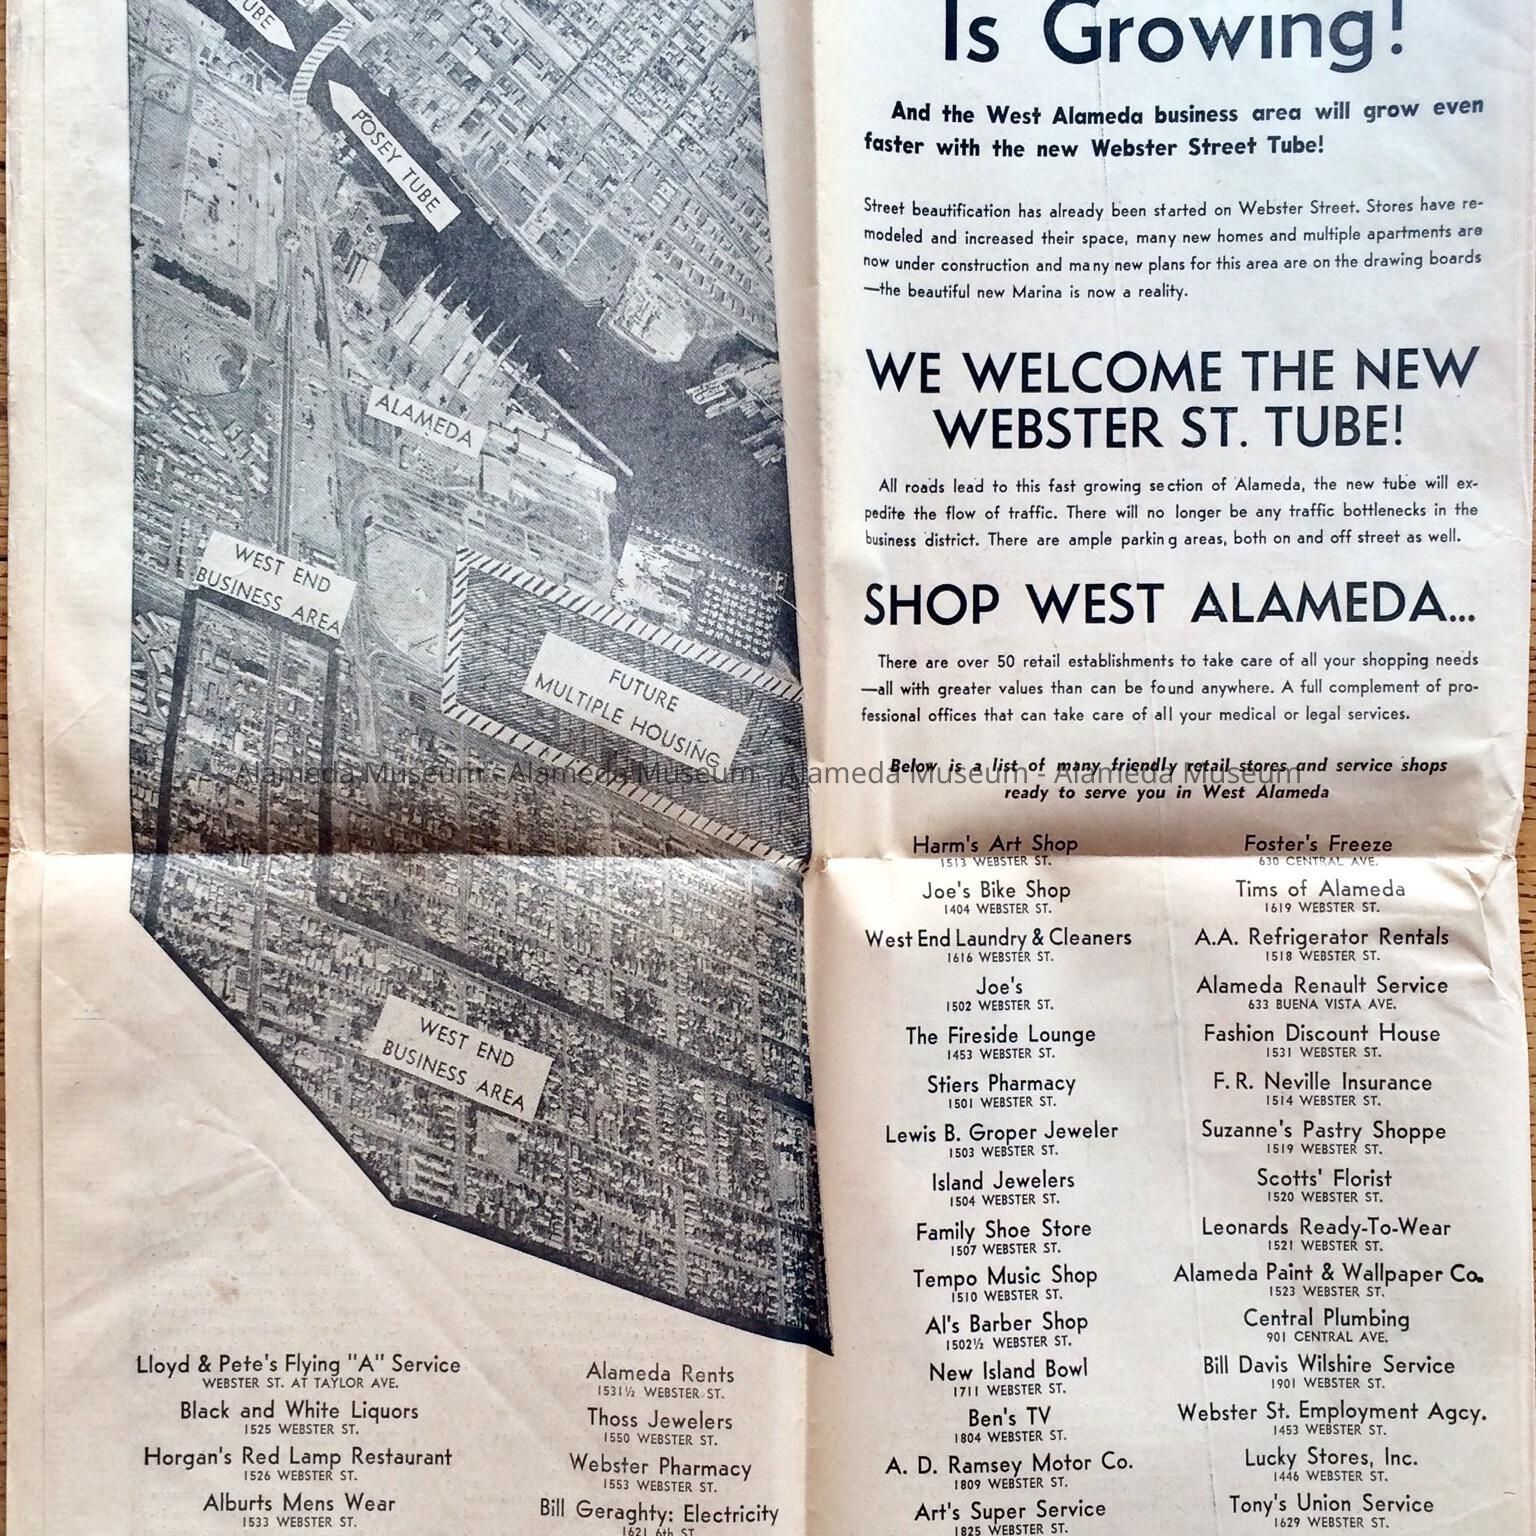 TUBE
POSEY TUBE
ALAMEDA
WEST END
BUSINESS AREA
FUTURE
MULTIPLE HOUSING
WEST END
BUSINESS AREA
Is Growing!
And the West Alameda business area will grow even
faster with the new Webster Street Tube!
Street beautification has already been started on Webster Street. Stores have re-
modeled and increased their space, many new homes and multiple apartments are
now under construction and many new plans for this area are on the drawing boards
—the beautiful new Marina is now a reality.
WE WELCOME THE NEW
WEBSTER ST. TUBE!
All roads lead to this fast growing section of Alameda, the new tube will ex-
pedite the flow of traffic. There will no longer be any traffic bottlenecks in the
business district. There are ample parking areas, both on and off street as well.
SHOP WEST ALAMEDA...
There are over 50 retail establishments to take care of all your shopping needs
—all with greater values than can be found anywhere. A full complement of pro-
fessional offices that can take care of all your medical or legal services.
Alameda Museum - Alameda Museum - Alameda Museum - Alameda Museum
Below is a list of many friendly retail stores and service shops
ready to serve you in West Alameda
Harm's Art Shop
1513 WEBSTER ST.
Joe's Bike Shop
1404 WEBSTER ST.
West End Laundry & Cleaners
1616 WEBSTER ST.
Joe's
1502 WEBSTER ST.
The Fireside Lounge
1453 WEBSTER ST.
Stiers Pharmacy
1501 WEBSTER ST.
Lewis B. Groper Jeweler
1503 WEBSTER ST.
Island Jewelers
1504 WEBSTER ST.
Family Shoe Store
1507 WEBSTER ST.
Tempo Music Shop
1510 WEBSTER ST.
Al's Barber Shop
1502½ WEBSTER ST.
New Island Bowl
1711 WEBSTER ST.
Ben's TV
1804 WEBSTER ST.
A. D. Ramsey Motor Co.
1809 WEBSTER ST.
Art's Super Service
1825 WEBSTER ST.
Foster's Freeze
630 CENTRAL AVE.
Tims of Alameda
1619 WEBSTER ST.
A.A. Refrigerator Rentals
1518 WEBSTER ST.
Alameda Renault Service
633 BUENA VISTA AVE.
Fashion Discount House
1531 WEBSTER ST.
F. R. Neville Insurance
1514 WEBSTER ST.
Suzanne's Pastry Shoppe
1519 WEBSTER ST.
Scotts' Florist
1520 WEBSTER ST.
Leonards Ready-To-Wear
1521 WEBSTER ST.
Alameda Paint & Wallpaper Co.
1523 WEBSTER ST.
Central Plumbing
901 CENTRAL AVE.
Bill Davis Wilshire Service
1901 WEBSTER ST.
Webster St. Employment Agcy.
1453 WEBSTER ST.
Lucky Stores, Inc.
1446 WEBSTER ST.
Tony's Union Service
1629 WEBSTER ST.
Lloyd & Pete's Flying "A" Service
WEBSTER ST. AT TAYLOR AVE.
Black and White Liquors
1525 WEBSTER ST.
Horgan's Red Lamp Restaurant
1526 WEBSTER ST.
Alburts Mens Wear
1533 WEBSTER ST.
Alameda Rents
1531½ WEBSTER ST.
Thoss Jewelers
1550 WEBSTER ST.
Webster Pharmacy
1553 WEBSTER ST.
Bill Geraghty: Electricity
1621 6th ST.